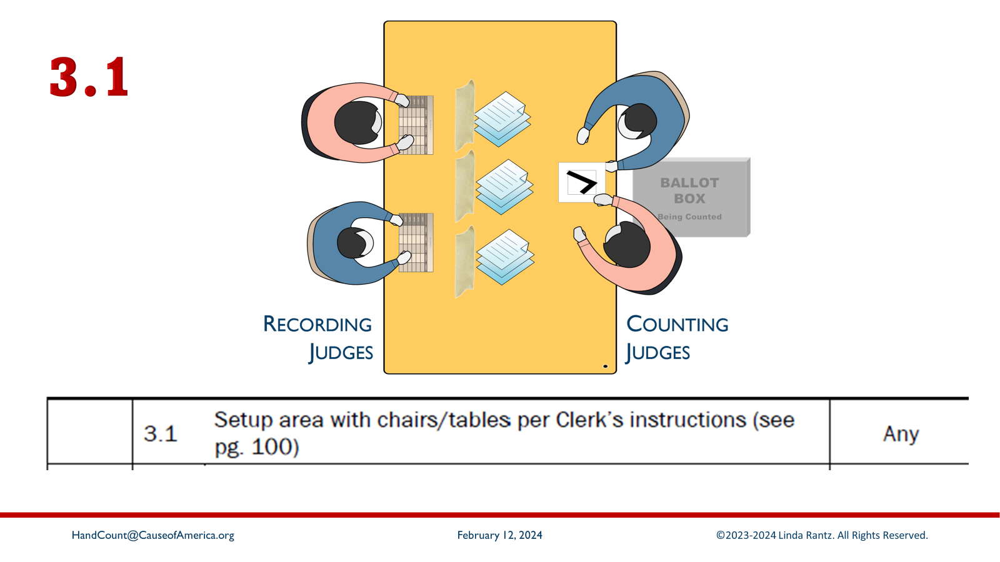 3.1
BALLOT
BOX
Being Counted
RECORDING
JUDGES
COUNTING
JUDGES
3.1
Setup area with chairs/tables per Clerk's instructions (see
pg. 100)
Any
HandCount@CauseofAmerica.org
February 12, 2024
©2023-2024 Linda Rantz. All Rights Reserved.